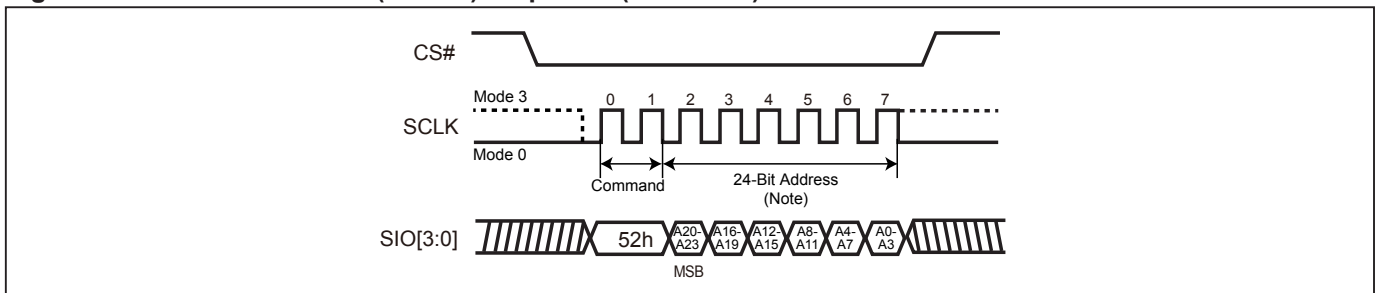 CS#
Mode 3
0 1 2 3 4 5 6 7
SCLK
Mode 0
Command
24-Bit Address
(Note)
SIO[3:0]
52h
A20-
A23
A16-
A19
A12-
A15
A8-
A11
A4-
A7
A0-
A3
MSB